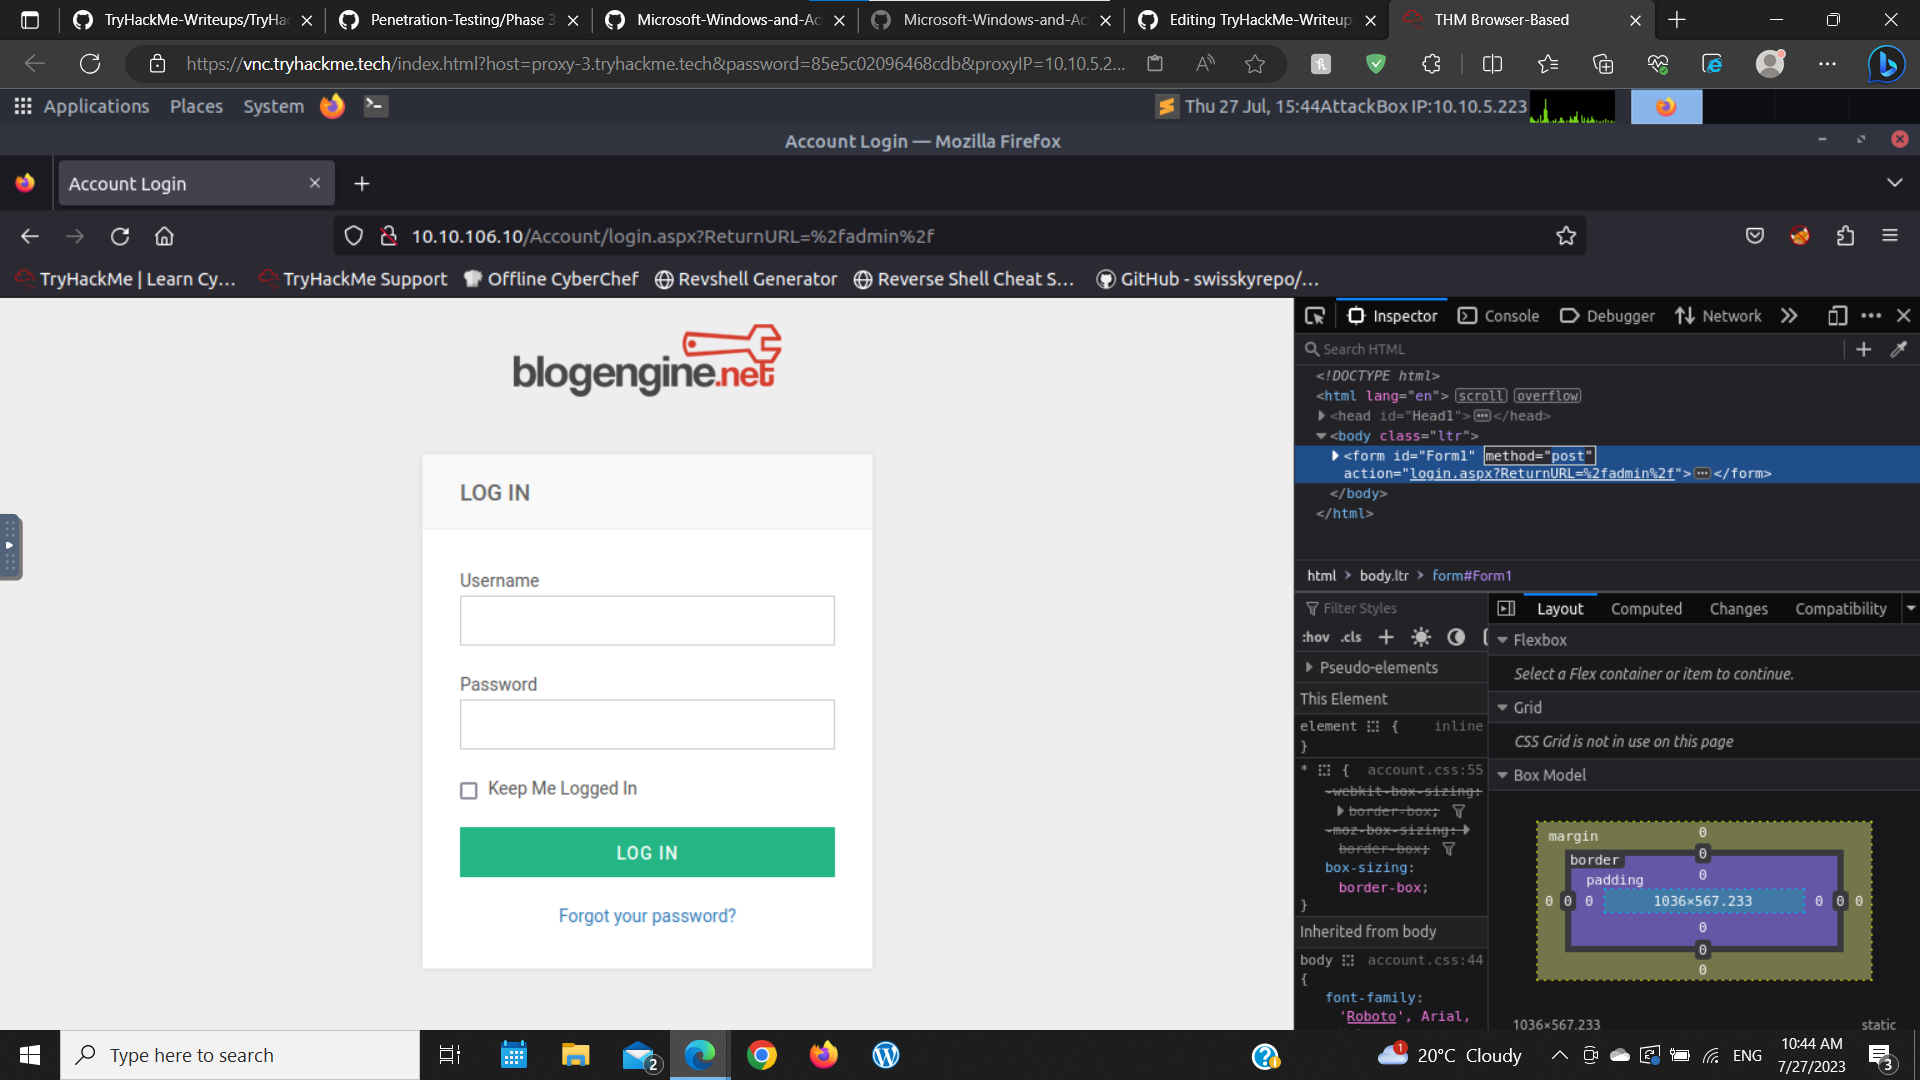 TryHackMe-Writeups/TryHa
Penetration-Testing/Phase 3
Microsoft-Windows-and-Ac
Microsoft-Windows-and-Ac
Editing TryHackMe-Writeup
THM Browser-Based
https://vnc.tryhackme.tech/index.html?host=proxy-3.tryhackme.tech&password=85e5c02096468cdb&proxyIP=10.10.5.2...
Applications Places System
Thu 27 Jul, 15:44 AttackBox IP:10.10.5.223
Account Login — Mozilla Firefox
Account Login
10.10.106.10/Account/login.aspx?ReturnURL=%2fadmin%2f
TryHackMe | Learn Cy...
TryHackMe Support
Offline CyberChef
Revshell Generator
Reverse Shell Cheat S...
GitHub - swisskyrepo/...
blogengine.net
LOG IN
Username
Password
Keep Me Logged In
LOG IN
Forgot your password?
Inspector Console Debugger Network
Search HTML
<!DOCTYPE html>
<html lang="en"> scroll overflow
<head id="Head1"> ••• </head>
<body class="ltr">
<form id="Form1" method="post"
action="login.aspx?ReturnURL=%2fadmin%2f"> ••• </form>
</body>
</html>
html > body.ltr > form#Form1
Filter Styles
:hov .cls
Pseudo-elements
This Element
element { inline
}
* { account.css:55
-webkit-box-sizing:
border-box;
-moz-box-sizing:
border-box;
box-sizing:
border-box;
}
Inherited from body
body account.css:44
{
font-family:
'Roboto', Arial,
Layout Computed Changes Compatibility
Flexbox
Select a Flex container or item to continue.
Grid
CSS Grid is not in use on this page
Box Model
margin 0
border 0
padding 0
0 0 0 1036×567.233 0 0 0
0
0
0
1036×567.233 static
Type here to search
2
1
20°C Cloudy
ENG
10:44 AM
7/27/2023
3